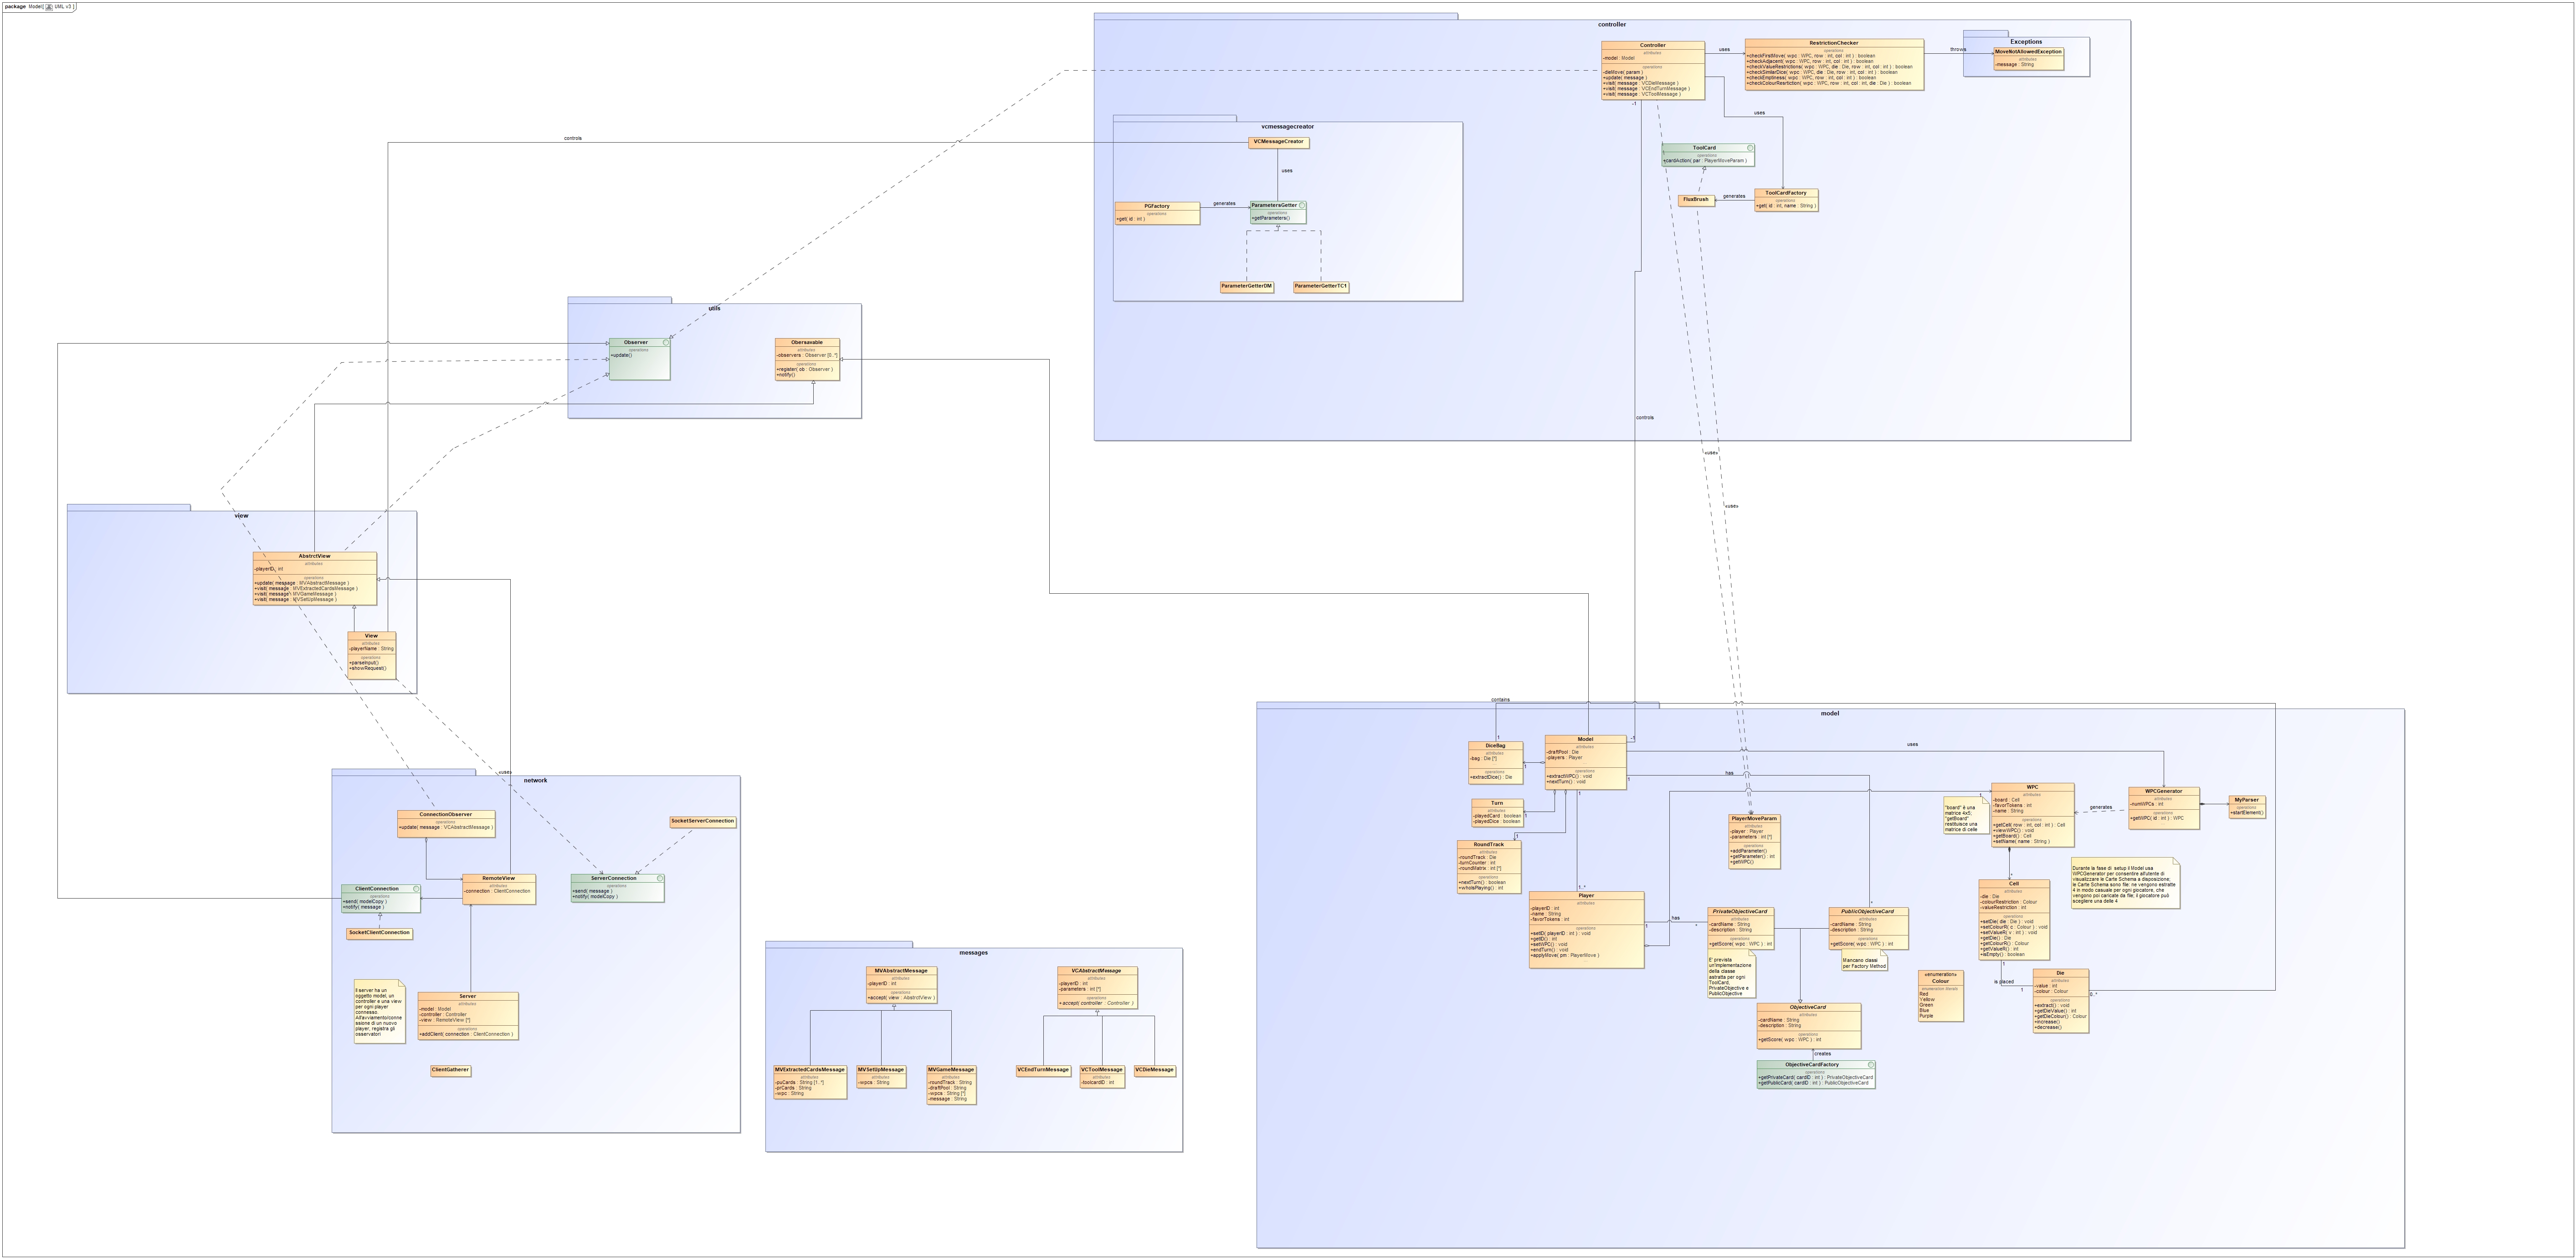 package Model[ UML v3 ]
controller
Controller
attributes
-model : Model
operations
-dieMove( param )
+update( message )
+visit( message : VCDieMessage )
+visit( message : VCEndTurnMessage )
+visit( message : VCToolMessage )
uses
RestrictionChecker
operations
+checkFirstMove( wpc : WPC, row : int, col : int ) : boolean
+checkAdjacent( wpc : WPC, row : int, col : int ) : boolean
+checkValueRestrictions( wpc : WPC, die : Die, row : int, col : int ) : boolean
+checkSimilarDice( wpc : WPC, die : Die, row : int, col : int ) : boolean
+checkEmptiness( wpc : WPC, row : int, col : int ) : boolean
throws
Exceptions
MoveNotAllowedException
attributes
-message : String
-1
uses
ToolCard
operations
+cardAction( par : PlayerMoveParam )
FluxBrush
generates
ToolCardFactory
operations
+get( id : int, name : String )
vcmessagecreator
VCMessageCreator
uses
PGFactory
operations
+get( id : int )
generates
ParametersGetter
operations
+getParameters()
ParameterGetterDM
ParameterGetterTC1
controls
controls
«use»
«use»
utils
Observer
operations
+update()
Obersavable
attributes
-observers : Observer [0..*]
operations
+register( ob : Observer )
+notify()
view
AbstrctView
attributes
-playerID : int
operations
+update( message : MVAbstractMessage )
+visit( message : MVExtractedCardsMessage )
+visit( message : MVGameMessage )
+visit( message : MVSetUpMessage )
View
attributes
-playerName : String
operations
+parseInput()
+showRequest()
«use»
network
ConnectionObserver
operations
+update( message : VCAbstractMessage )
SocketServerConnection
ClientConnection
operations
+send( modelCopy )
+notify( message )
RemoteView
attributes
-connection : ClientConnection
ServerConnection
operations
+send( message )
+notify( modelCopy )
SocketClientConnection
Il server ha un
oggetto model, un
controller e una view
per ogni player
connesso.
All'avviamento/conne
ssione di un nuovo
player, registra gli
osservatori
Server
attributes
-model : Model
-controller : Controller
-view : RemoteView [*]
operations
+addClient( connection : ClientConnection )
ClientGatherer
messages
MVAbstractMessage
attributes
-playerID : int
operations
+accept( view : AbstrctView )
VCAbstractMessage
attributes
-playerID : int
-parameters : int [*]
operations
+accept( controller : Controller )
MVExtractedCardsMessage
attributes
-puCards : String [1..*]
-prCards : String
-wpc : String
MVSetUpMessage
attributes
-wpcs : String
MVGameMessage
attributes
-roundTrack : String
-draftPool : String
-wpcs : String [*]
-message : String
VCEndTurnMessage
VCToolMessage
attributes
-toolcardID : int
VCDieMessage
contains
model
DiceBag
attributes
-bag : Die [*]
operations
+extractDice() : Die
Model
attributes
-draftPool : Die
-players : Player
operations
+extractWPC() : void
+nextTurn() : void
uses
has
Turn
attributes
-playedCard : boolean
-playedDice : boolean
RoundTrack
attributes
-roundTrack : Die
-turnCounter : int
-roundMatrix : int [*]
operations
+nextTurn() : boolean
+whoIsPlaying() : int
PlayerMoveParam
attributes
-player : Player
-parameters : int [*]
operations
+addParameter()
+getParameter() : int
+getWPC()
"board" è una
matrice 4x5;
"getBoard"
restituisce una
matrice di celle
WPC
attributes
-board : Cell
-favorTokens : int
-name : String
operations
+getCell( row : int, col : int ) : Cell
+viewWPC() : void
+getBoard() : Cell
+setName( name : String )
generates
WPCGenerator
attributes
-numWPCs : int
operations
+getWPC( id : int ) : WPC
MyParser
operations
+startElement()
Durante la fase di setup il Model usa
WPCGenerator per consentire all'utente di
visualizzare le Carte Schema a disposizione;
le Carte Schema sono file: ne vengono estratte
4 in modo casuale per ogni giocatore, che
vengono poi caricate da file; il giocatore può
scegliere una delle 4
1..*
Player
attributes
-playerID : int
-name : String
-favorTokens : int
operations
+setID( playerID : int ) : void
+getID() : int
+setWPC() : void
+endTurn() : void
+applyMove( pm : PlayerMove )
has
PrivateObjectiveCard
attributes
-cardName : String
-description : String
operations
+getScore( wpc : WPC ) : int
PublicObjectiveCard
attributes
-cardName : String
-description : String
operations
+getScore( wpc : WPC ) : int
E' prevista
un'implementazione
della classe
astratta per ogni
ToolCard,
PrivateObjective e
PublicObjective
Mancano classi
per Factory Method
Cell
attributes
-die : Die
-colourRestriction : Colour
-valueRestriction : int
operations
+setDie( die : Die ) : void
+setColourR( c : Colour ) : void
+setValueR( v : int ) : void
+getDie() : Die
+getColourR() : Colour
+getValueR() : int
+isEmpty() : boolean
is placed
Die
attributes
-value : int
-colour : Colour
operations
+extract() : void
+getDieValue() : int
+getDieColour() : Colour
+increase()
+decrease()
0..*
«enumeration»
Colour
enumeration literals
Red
Yellow
Green
Blue
Purple
ObjectiveCard
attributes
-cardName : String
-description : String
operations
+getScore( wpc : WPC ) : int
creates
ObjectiveCardFactory
operations
+getPrivateCard( cardID : int ) : PrivateObjectiveCard
+getPublicCard( cardID : int ) : PublicObjectiveCard